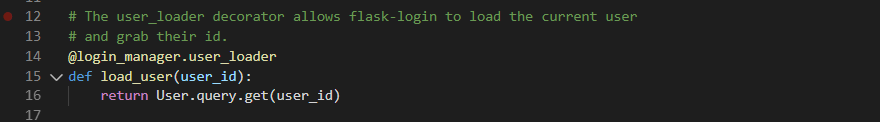 12 # The user_loader decorator allows flask-login to load the current user
13 # and grab their id.
14 @login_manager.user_loader
15 def load_user(user_id):
16     return User.query.get(user_id)
17